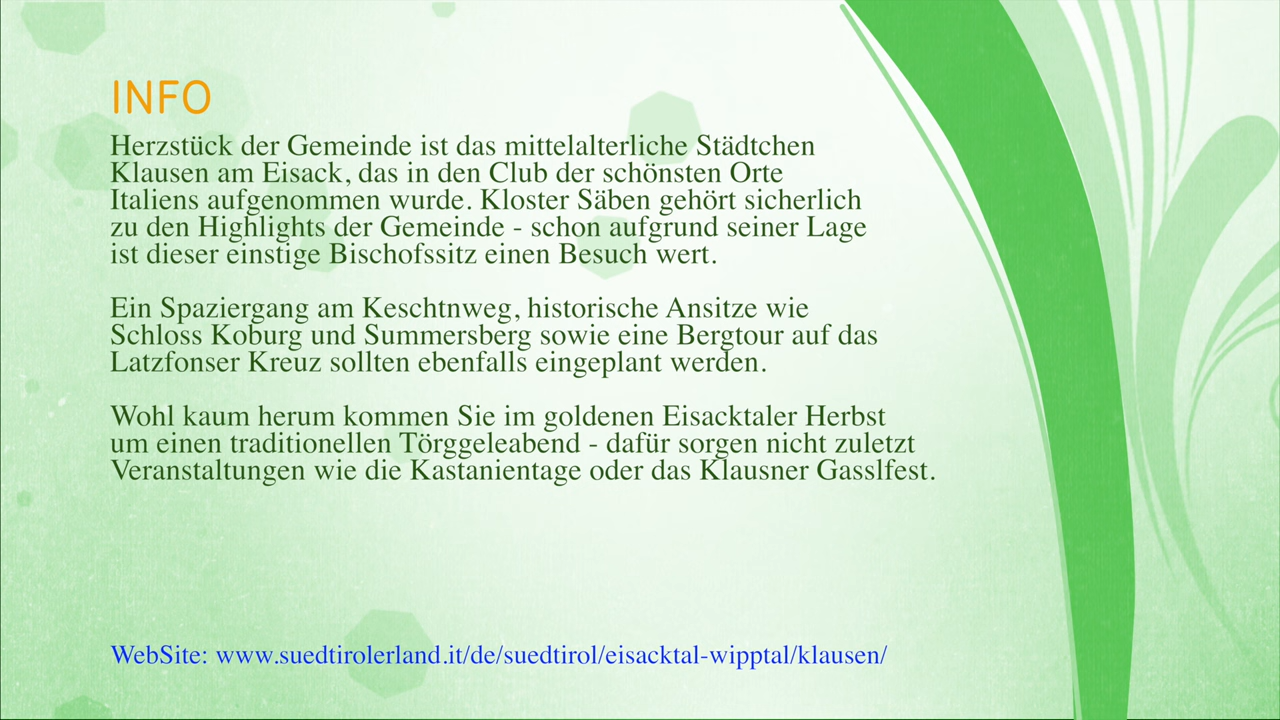 INFO
Herzstück der Gemeinde ist das mittelalterliche Städtchen
Klausen am Eisack, das in den Club der schönsten Orte
Italiens aufgenommen wurde. Kloster Säben gehört sicherlich
zu den Highlights der Gemeinde - schon aufgrund seiner Lage
ist dieser einstige Bischofssitz einen Besuch wert.
Ein Spaziergang am Keschtnweg, historische Ansitze wie
Schloss Koburg und Summersberg sowie eine Bergtour auf das
Latzfonser Kreuz sollten ebenfalls eingeplant werden.
Wohl kaum herum kommen Sie im goldenen Eisacktaler Herbst
um einen traditionellen Törggeleabend - dafür sorgen nicht zuletzt
Veranstaltungen wie die Kastanientage oder das Klausner Gasslfest.
WebSite: www.suedtirolerland.it/de/suedtirol/eisacktal-wipptal/klausen/